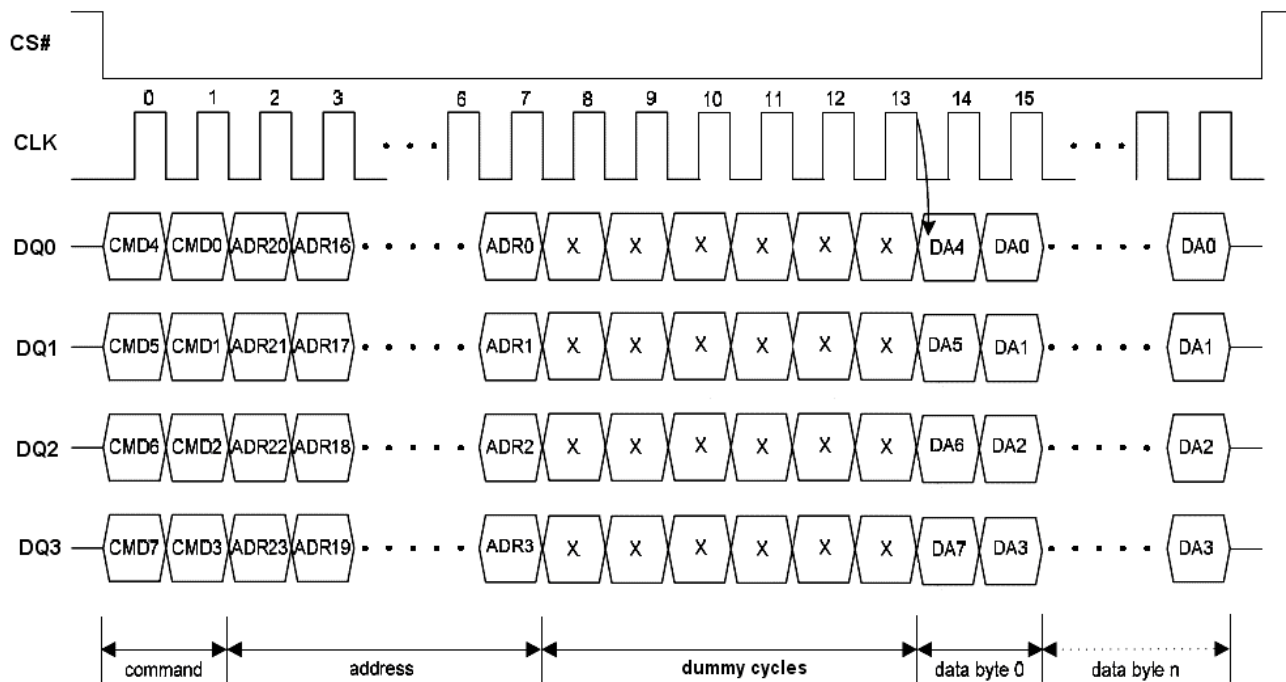 CS#
0 1 2 3 6 7 8 9 10 11 12 13 14 15
CLK
DQ0 CMD4 CMD0 ADR20 ADR16 ADR0 X X X X X X DA4 DA0 DA0
DQ1 CMD5 CMD1 ADR21 ADR17 ADR1 X X X X X X DA5 DA1 DA1
DQ2 CMD6 CMD2 ADR22 ADR18 ADR2 X X X X X X DA6 DA2 DA2
DQ3 CMD7 CMD3 ADR23 ADR19 ADR3 X X X X X X DA7 DA3 DA3
command address dummy cycles data byte 0 data byle n